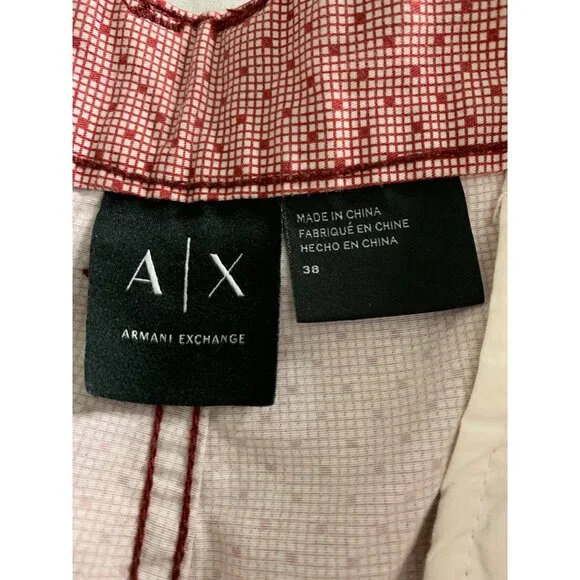 A|X
ARMANI EXCHANGE
MADE IN CHINA
FABRIQUÉ EN CHINE
HECHO EN CHINA
38